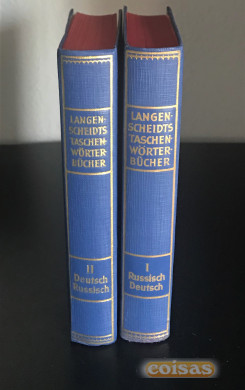 LANGEN-
SCHEIDTS
TASCHEN-
WÖRTER-
BÜCHER
II
Deutsch
Russisch
LANGEN-
SCHEIDTS
TASCHEN-
WÖRTER-
BÜCHER
I
Russisch
Deutsch
coisas